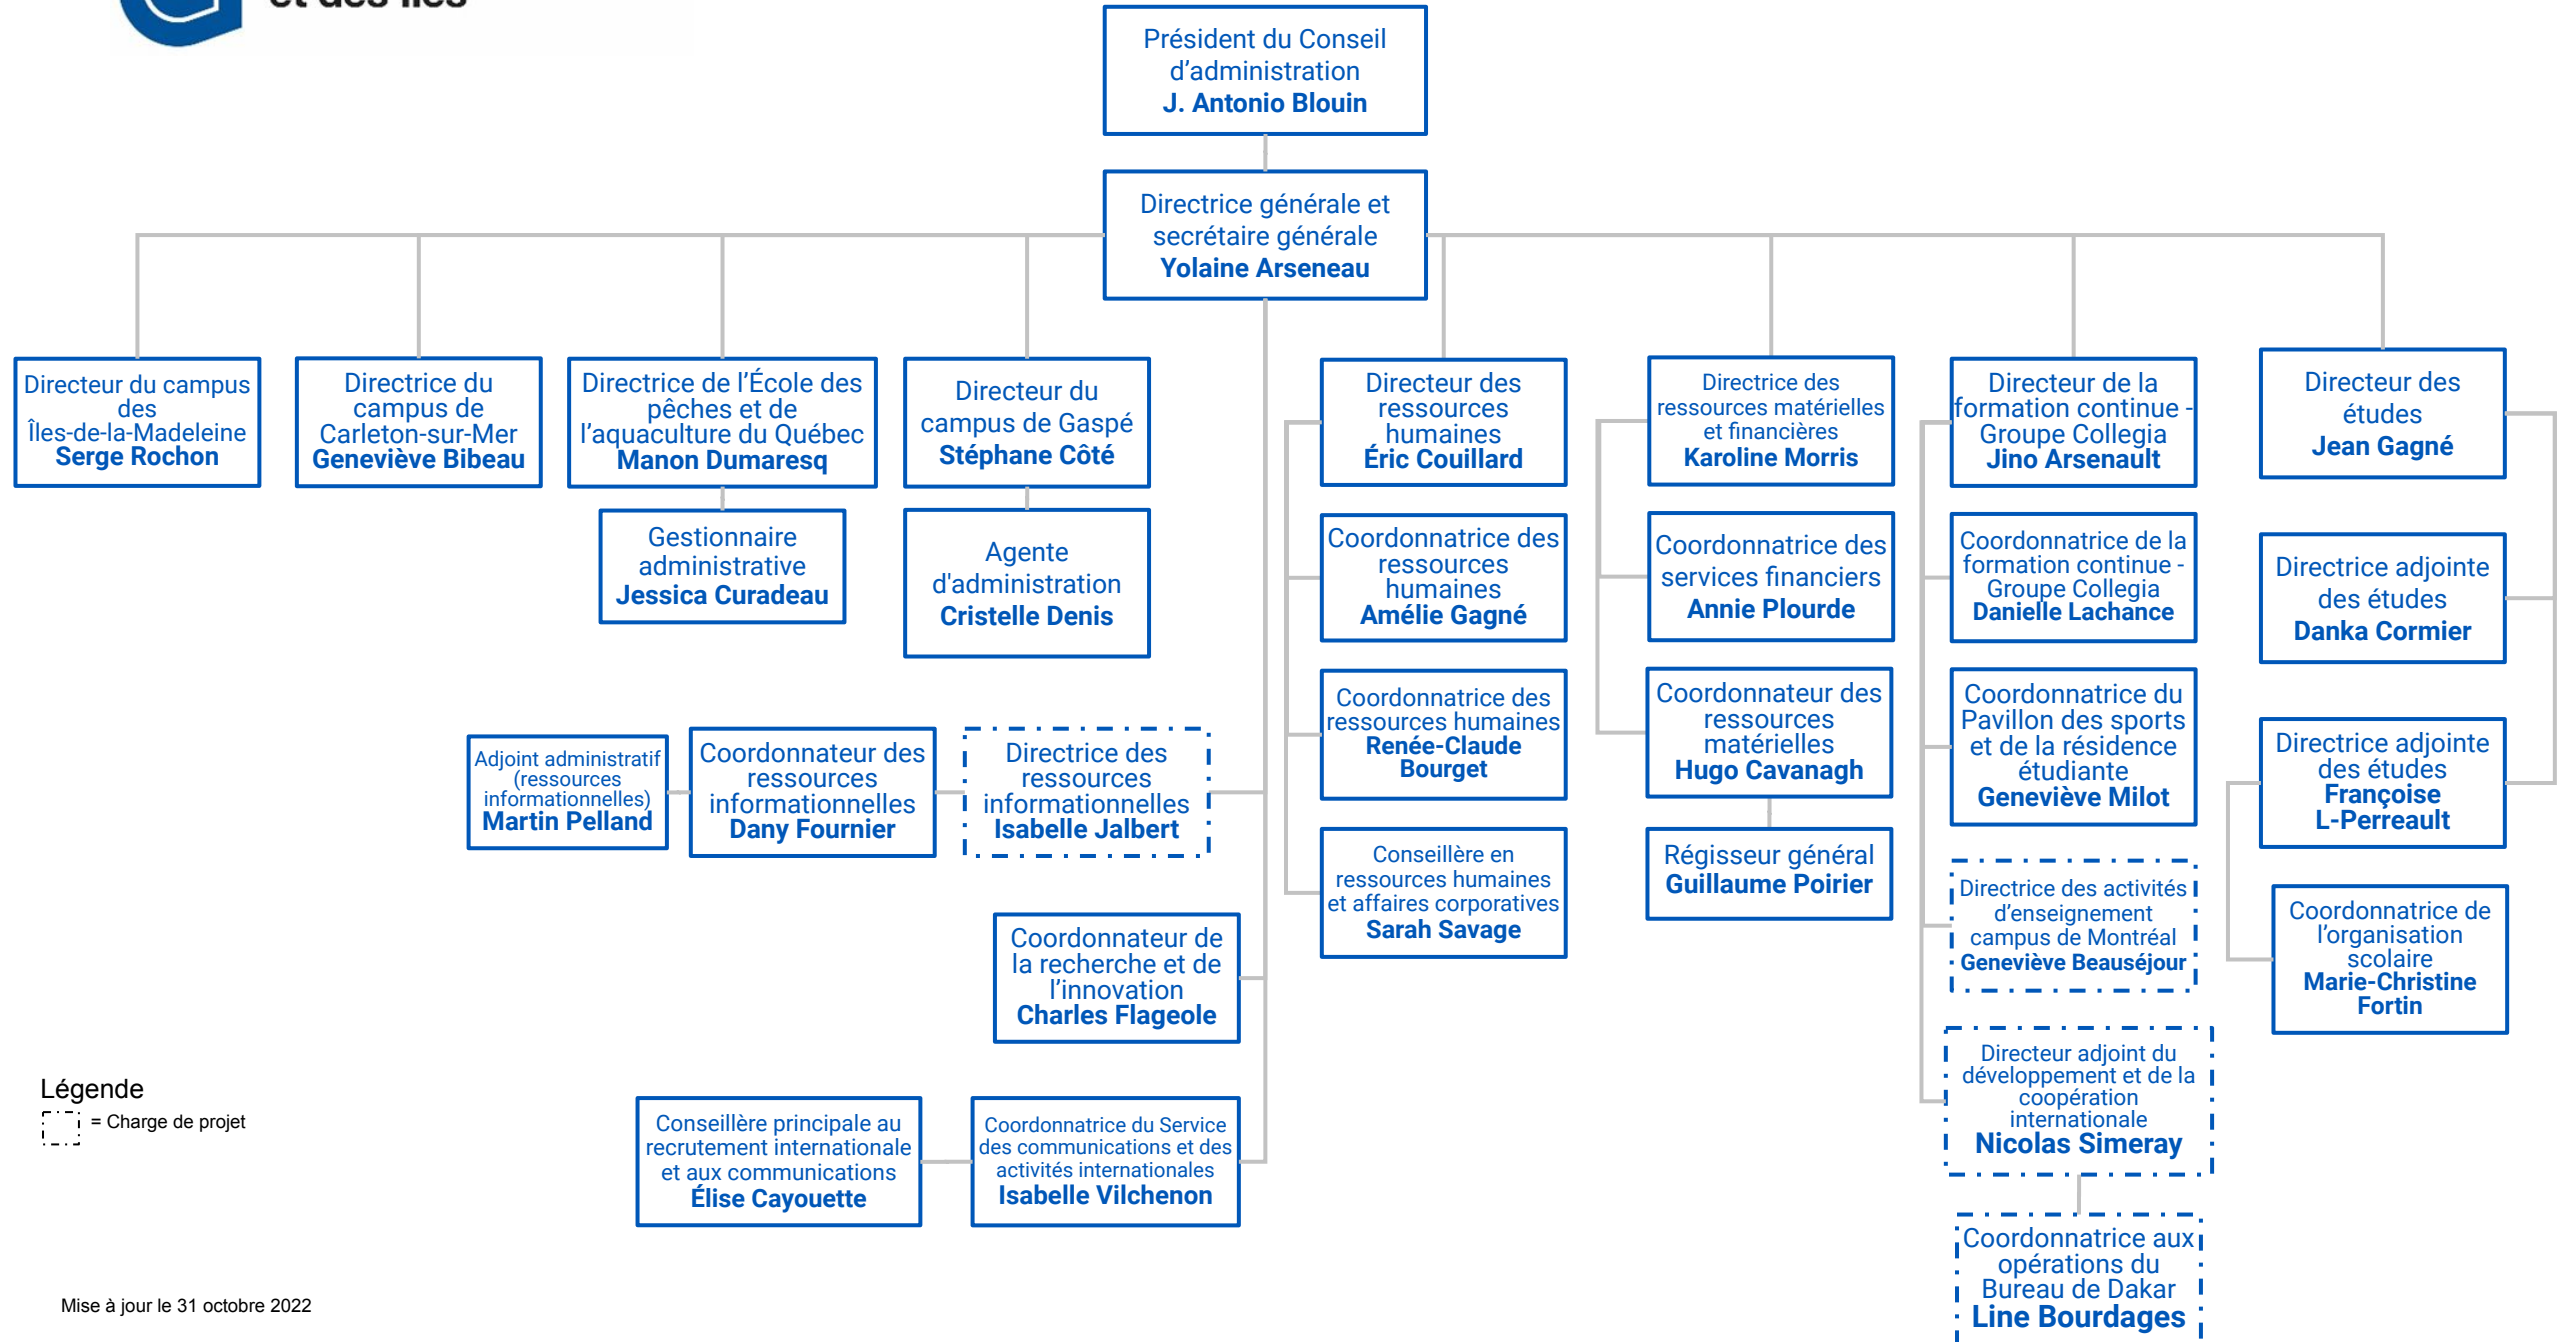 et des Îles
Président du Conseil
d’administration
J. Antonio Blouin
Directrice générale et
secrétaire générale
Yolaine Arseneau
Directeur du campus
des
Îles-de-la-Madeleine
Serge Rochon
Directrice du
campus de
Carleton-sur-Mer
Geneviève Bibeau
Directrice de l’École des
pêches et de
l’aquaculture du Québec
Manon Dumaresq
Directeur du
campus de Gaspé
Stéphane Côté
Directeur des
ressources
humaines
Éric Couillard
Directrice des
ressources matérielles
et financières
Karoline Morris
Directeur de la
formation continue -
Groupe Collegia
Jino Arsenault
Directeur des
études
Jean Gagné
Gestionnaire
administrative
Jessica Curadeau
Agente
d'administration
Cristelle Denis
Coordonnatrice des
ressources
humaines
Amélie Gagné
Coordonnatrice des
services financiers
Annie Plourde
Coordonnatrice de la
formation continue -
Groupe Collegia
Danielle Lachance
Directrice adjointe
des études
Danka Cormier
Adjoint administratif
(ressources
informationnelles)
Martin Pelland
Coordonnateur des
ressources
informationnelles
Dany Fournier
Directrice des
ressources
informationnelles
Isabelle Jalbert
Coordonnatrice des
ressources humaines
Renée-Claude
Bourget
Coordonnateur des
ressources
matérielles
Hugo Cavanagh
Coordonnatrice du
Pavillon des sports
et de la résidence
étudiante
Geneviève Milot
Directrice adjointe
des études
Françoise
L-Perreault
Conseillère en
ressources humaines
et affaires corporatives
Sarah Savage
Régisseur général
Guillaume Poirier
Directrice des activités
d’enseignement
campus de Montréal
Geneviève Beauséjour
Coordonnatrice de
l’organisation
scolaire
Marie-Christine
Fortin
Coordonnateur de
la recherche et de
l’innovation
Charles Flageole
Directeur adjoint du
développement et de la
coopération
internationale
Nicolas Simeray
Légende
= Charge de projet
Conseillère principale au
recrutement internationale
et aux communications
Élise Cayouette
Coordonnatrice du Service
des communications et des
activités internationales
Isabelle Vilchenon
Coordonnatrice aux
opérations du
Bureau de Dakar
Line Bourdages
Mise à jour le 31 octobre 2022